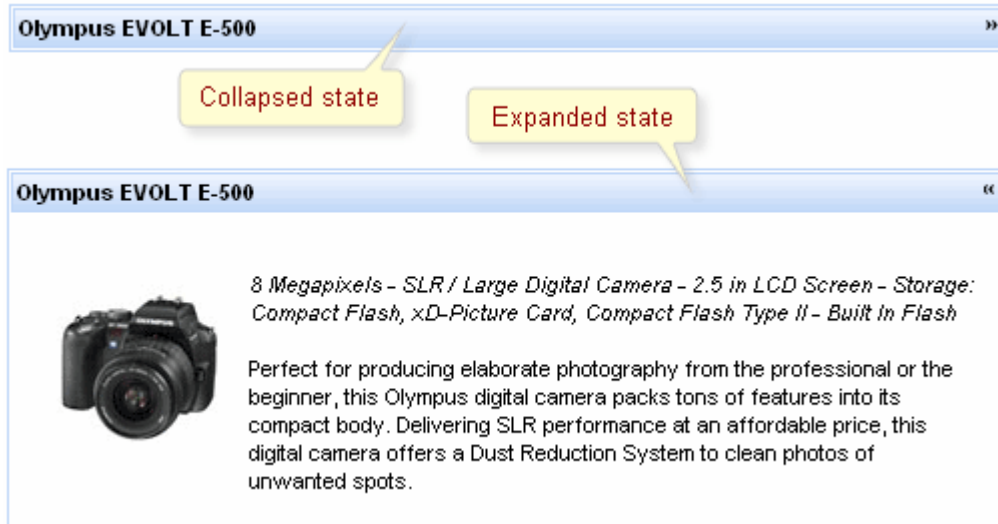 Olympus EVOLT E-500 »
Collapsed state
Expanded state
Olympus EVOLT E-500 «
8 Megapixels - SLR / Large Digital Camera - 2.5 in LCD Screen - Storage:
Compact Flash, xD-Picture Card, Compact Flash Type II - Built In Flash
Perfect for producing elaborate photography from the professional or the
beginner, this Olympus digital camera packs tons of features into its
compact body. Delivering SLR performance at an affordable price, this
digital camera offers a Dust Reduction System to clean photos of
unwanted spots.